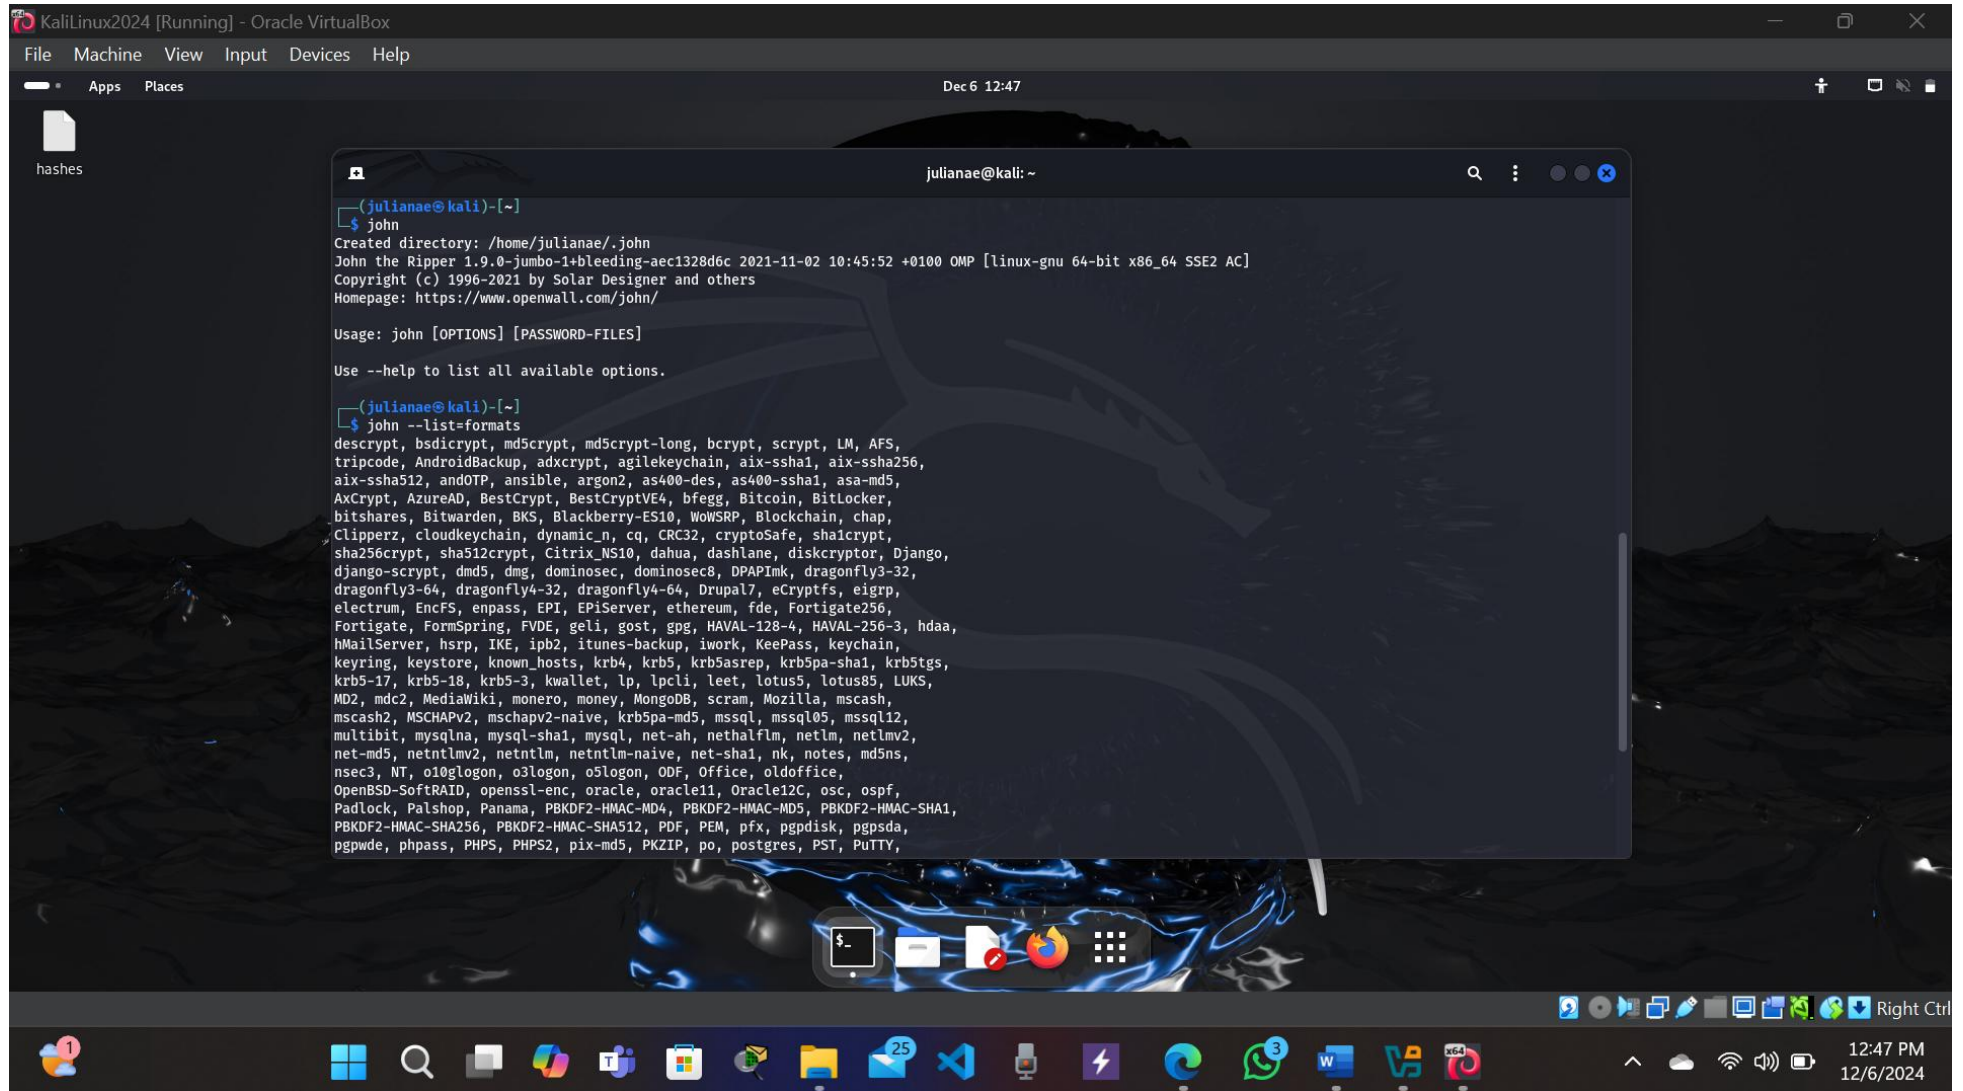 KaliLinux2024 [Running] - Oracle VirtualBox
File Machine View Input Devices Help
Apps Places Dec 6 12:47
hashes
julianae@kali: ~
(julianae㉿kali)-[~]
$ john
Created directory: /home/julianae/.john
John the Ripper 1.9.0-jumbo-1+bleeding-aec1328d6c 2021-11-02 10:45:52 +0100 OMP [linux-gnu 64-bit x86_64 SSE2 AC]
Copyright (c) 1996-2021 by Solar Designer and others
Homepage: https://www.openwall.com/john/
Usage: john [OPTIONS] [PASSWORD-FILES]
Use --help to list all available options.
(julianae㉿kali)-[~]
$ john --list=formats
descrypt, bsdicrypt, md5crypt, md5crypt-long, bcrypt, scrypt, LM, AFS,
tripcode, AndroidBackup, adxcrypt, agilekeychain, aix-ssha1, aix-ssha256,
aix-ssha512, andOTP, ansible, argon2, as400-des, as400-ssha1, asa-md5,
AxCrypt, AzureAD, BestCrypt, BestCryptVE4, bfegg, Bitcoin, BitLocker,
bitshares, Bitwarden, BKS, Blackberry-ES10, WoWSRP, Blockchain, chap,
Clipperz, cloudkeychain, dynamic_n, cq, CRC32, cryptoSafe, sha1crypt,
sha256crypt, sha512crypt, Citrix_NS10, dahua, dashlane, diskcryptor, Django,
django-scrypt, dmd5, dmg, dominosec, dominosec8, DPAPImk, dragonfly3-32,
dragonfly3-64, dragonfly4-32, dragonfly4-64, Drupal7, eCryptfs, eigrp,
electrum, EncFS, enpass, EPI, EPiServer, ethereum, fde, Fortigate256,
Fortigate, FormSpring, FVDE, geli, gost, gpg, HAVAL-128-4, HAVAL-256-3, hdaa,
hMailServer, hsrp, IKE, ipb2, itunes-backup, iwork, KeePass, keychain,
keyring, keystore, known_hosts, krb4, krb5, krb5asrep, krb5pa-sha1, krb5tgs,
krb5-17, krb5-18, krb5-3, kwallet, lp, lpcli, leet, lotus5, lotus85, LUKS,
MD2, mdc2, MediaWiki, monero, money, MongoDB, scram, Mozilla, mscash,
mscash2, MSCHAPv2, mschapv2-naive, krb5pa-md5, mssql, mssql05, mssql12,
multibit, mysqlna, mysql-sha1, mysql, net-ah, nethalflm, netlm, netlmv2,
net-md5, netntlmv2, netntlm, netntlm-naive, net-sha1, nk, notes, md5ns,
nsec3, NT, o10glogon, o3logon, o5logon, ODF, Office, oldoffice,
OpenBSD-SoftRAID, openssl-enc, oracle, oracle11, Oracle12C, osc, ospf,
Padlock, Palshop, Panama, PBKDF2-HMAC-MD4, PBKDF2-HMAC-MD5, PBKDF2-HMAC-SHA1,
PBKDF2-HMAC-SHA256, PBKDF2-HMAC-SHA512, PDF, PEM, pfx, pgpdisk, pgpsda,
pgpwde, phpass, PHPS, PHPS2, pix-md5, PKZIP, po, postgres, PST, PuTTY,
$_
Right Ctrl
1 25 3 12:47 PM
12/6/2024